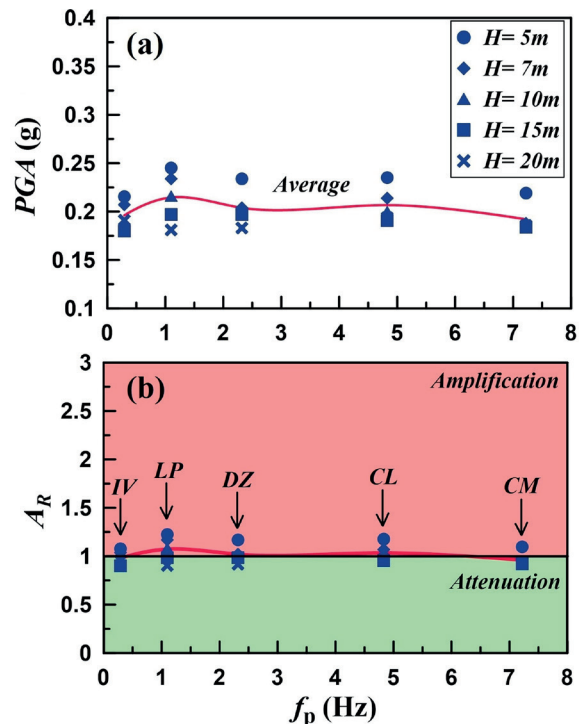 (a)
H= 5m
H= 7m
H= 10m
H= 15m
H= 20m
Average
PGA (g)
0.4
0.35
0.3
0.25
0.2
0.15
0.1
0 1 2 3 4 5 6 7 8
(b)
Amplification
IV LP DZ CL CM
Attenuation
A_R
3
2.5
2
1.5
1
0.5
0
0 1 2 3 4 5 6 7 8
f_p (Hz)